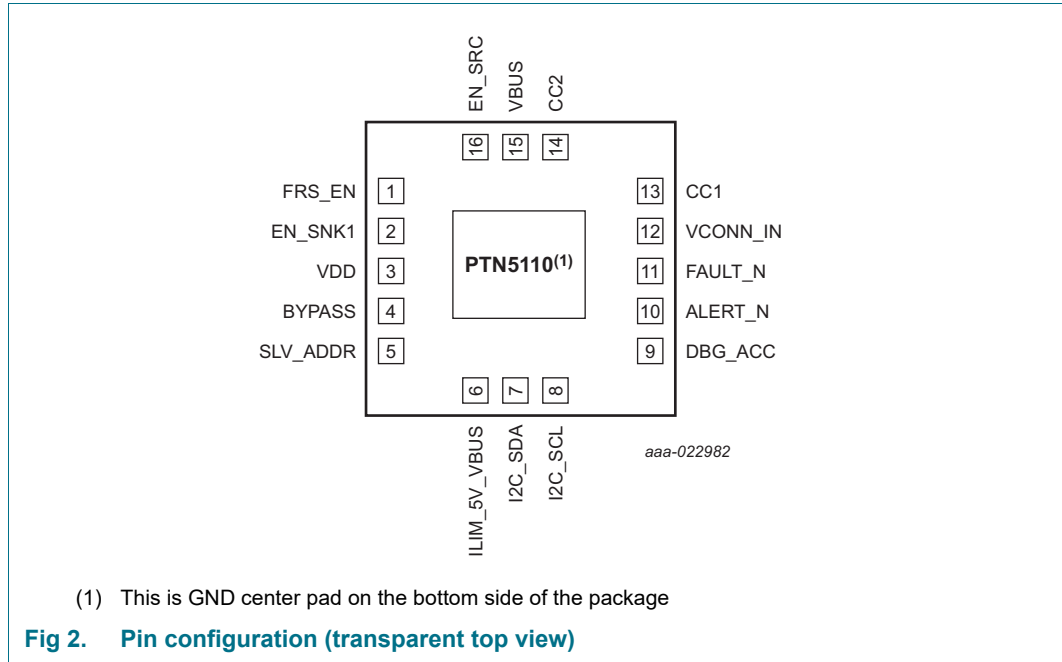 EN_SRC
VBUS
CC2
16
15
14
FRS_EN 1
EN_SNK1 2
VDD 3
BYPASS 4
SLV_ADDR 5
PTN5110(1)
13 CC1
12 VCONN_IN
11 FAULT_N
10 ALERT_N
9 DBG_ACC
6
7
8
ILIM_5V_VBUS
I2C_SDA
I2C_SCL
aaa-022982
(1) This is GND center pad on the bottom side of the package
Fig 2. Pin configuration (transparent top view)